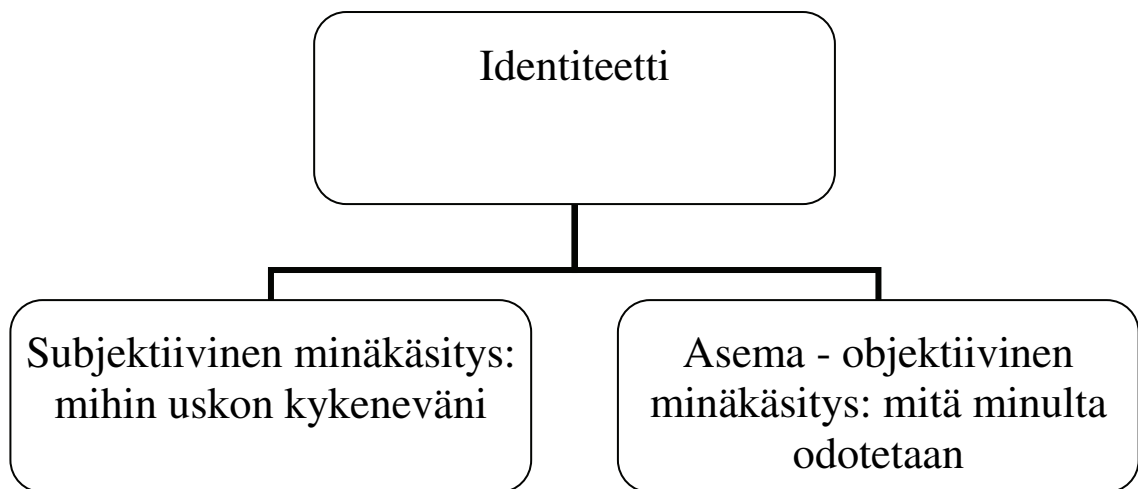 Identiteetti
Subjektiivinen minäkäsitys:
mihin uskon kykeneväni
Asema - objektiivinen
minäkäsitys: mitä minulta
odotetaan